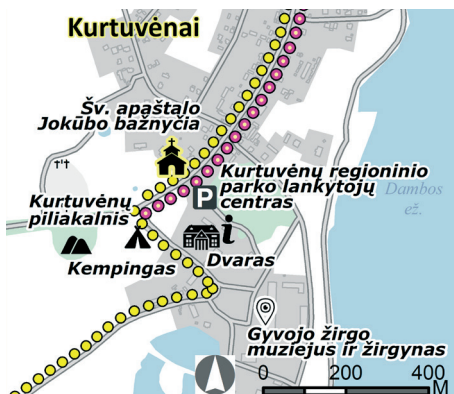 Kurtuvėnai
Šv. apaštalo
Jokūbo bažnyčia
Kurtuvėnų regioninio
parko lankytojų
centras
P
Dambos
ež.
Kurtuvėnų
piliakalnis
i
Kempingas
Dvaras
Gyvojo žirgo
muziejus ir žirgynas
0 200 400
M